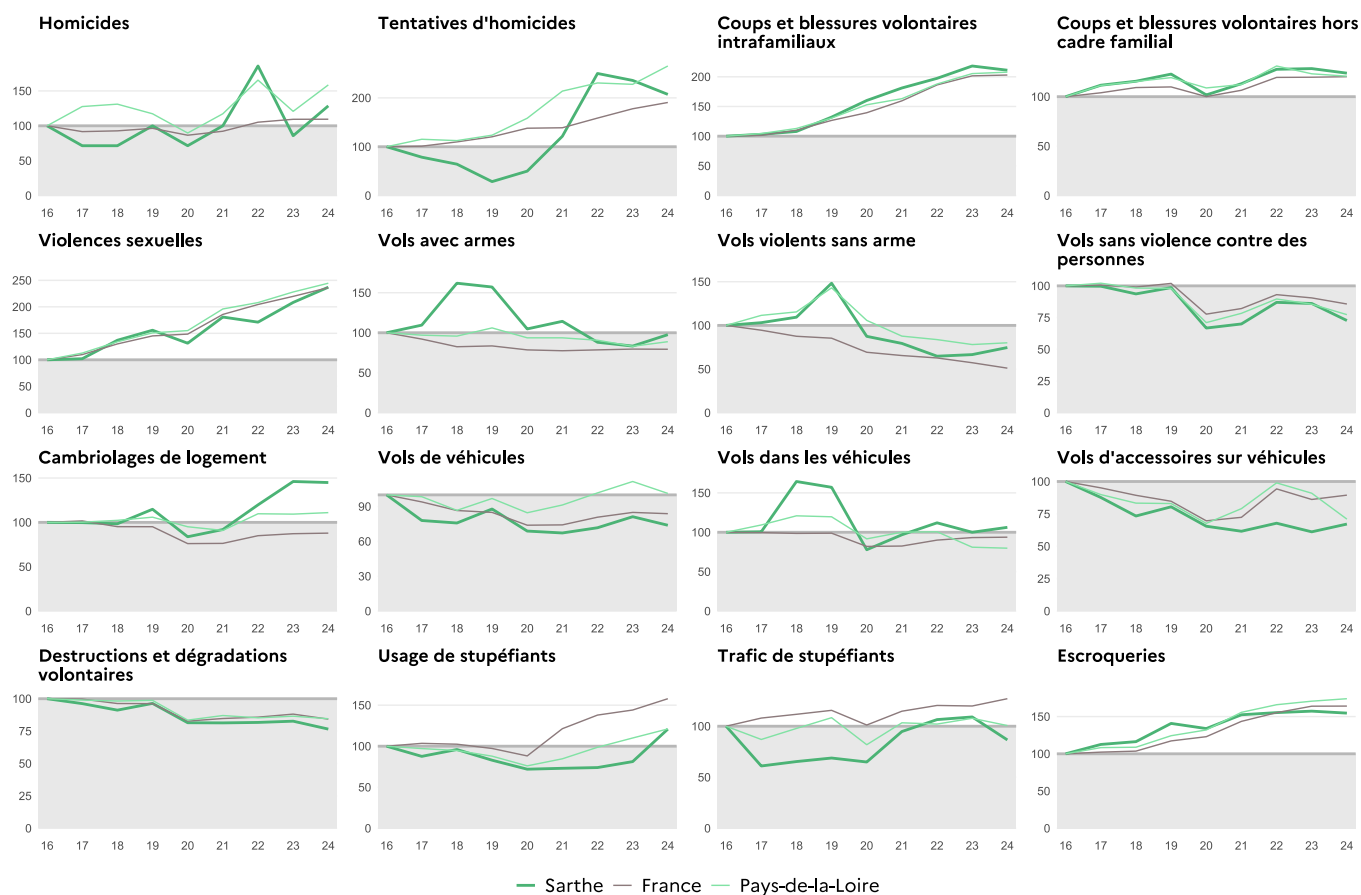 Homicides
150
100
50
0
16 17 18 19 20 21 22 23 24
Tentatives d'homicides
200
100
0
16 17 18 19 20 21 22 23 24
Coups et blessures volontaires
intrafamiliaux
200
150
100
50
0
16 17 18 19 20 21 22 23 24
Coups et blessures volontaires hors
cadre familial
100
50
0
16 17 18 19 20 21 22 23 24
Violences sexuelles
250
200
150
100
50
0
16 17 18 19 20 21 22 23 24
Vols avec armes
150
100
50
0
16 17 18 19 20 21 22 23 24
Vols violents sans arme
150
100
50
0
16 17 18 19 20 21 22 23 24
Vols sans violence contre des
personnes
100
75
50
25
0
16 17 18 19 20 21 22 23 24
Cambriolages de logement
150
100
50
0
16 17 18 19 20 21 22 23 24
Vols de véhicules
90
60
30
0
16 17 18 19 20 21 22 23 24
Vols dans les véhicules
150
100
50
0
16 17 18 19 20 21 22 23 24
Vols d'accessoires sur véhicules
100
75
50
25
0
16 17 18 19 20 21 22 23 24
Destructions et dégradations
volontaires
100
75
50
25
0
16 17 18 19 20 21 22 23 24
Usage de stupéfiants
150
100
50
0
16 17 18 19 20 21 22 23 24
Trafic de stupéfiants
100
50
0
16 17 18 19 20 21 22 23 24
Escroqueries
150
100
50
0
16 17 18 19 20 21 22 23 24
Sarthe France Pays-de-la-Loire